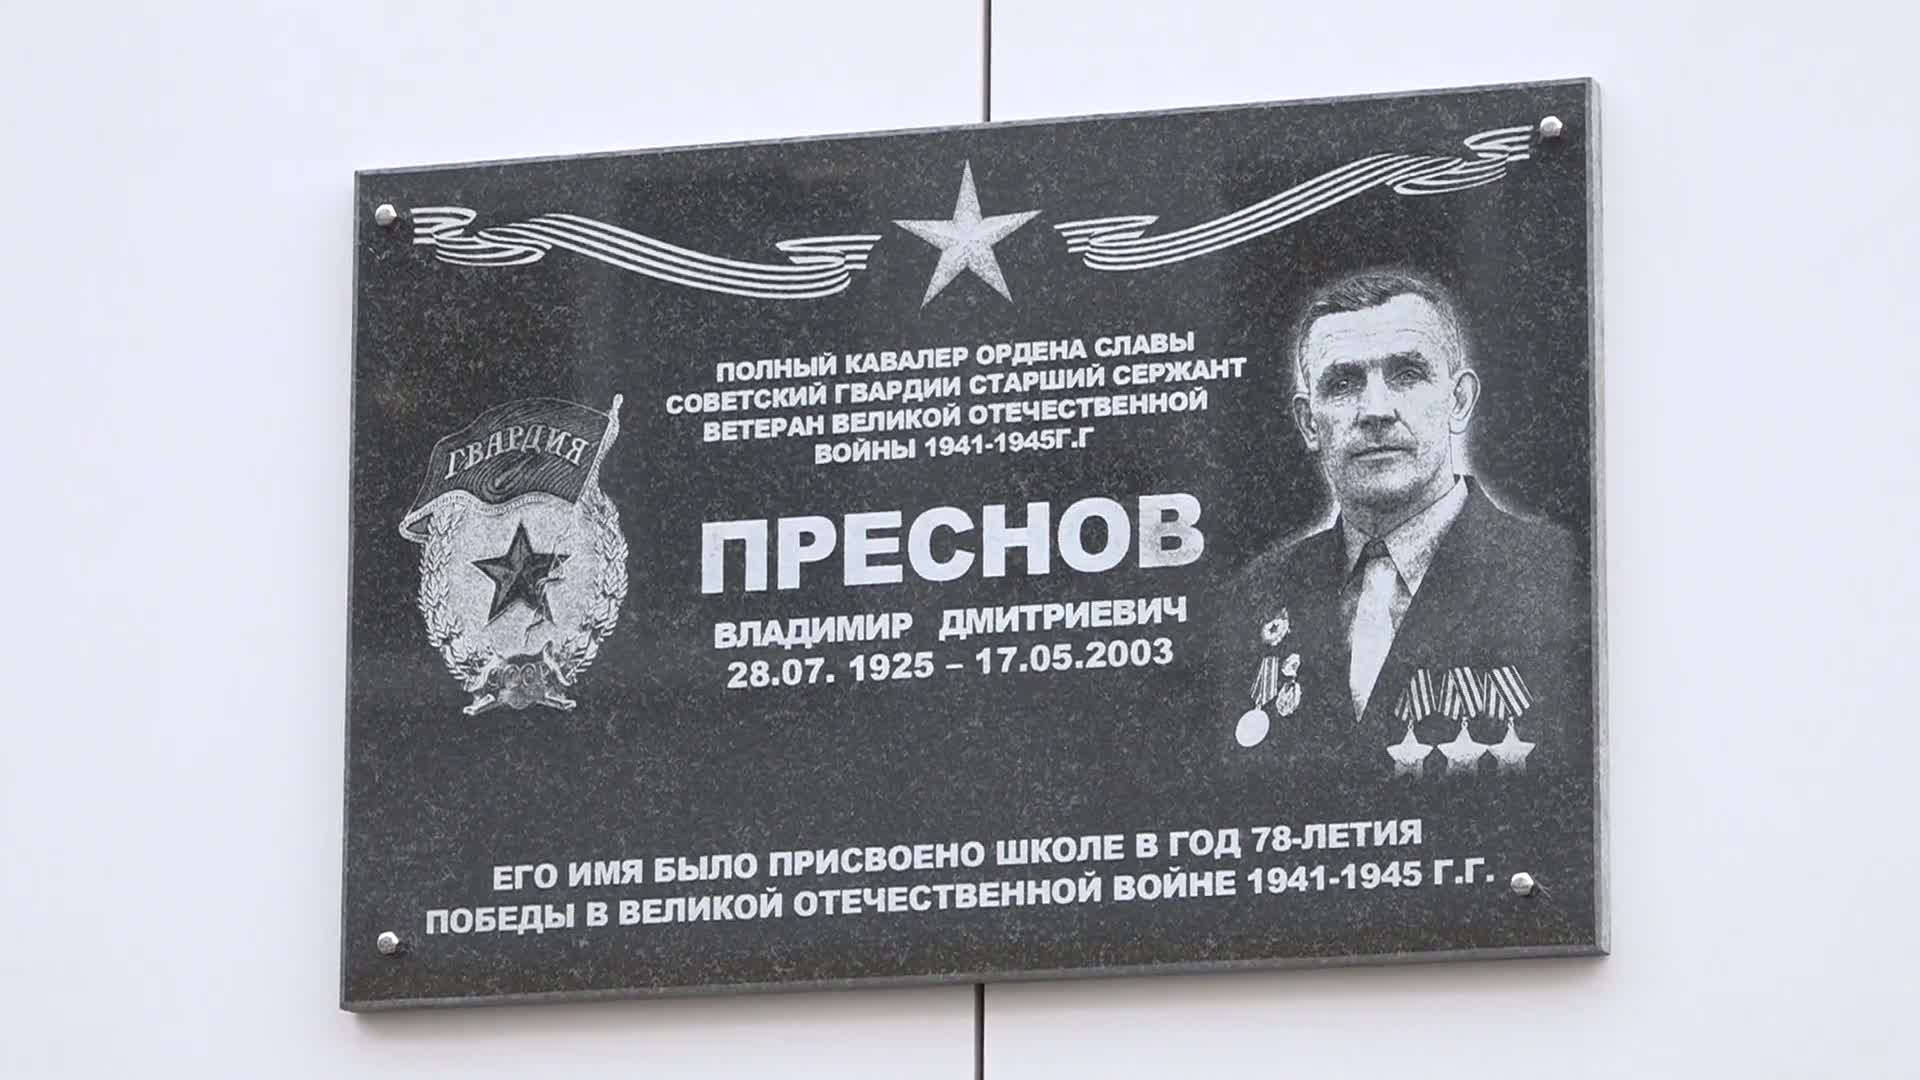 ПОЛНЫЙ КАВАЛЕР ОРДЕНА СЛАВЫ
СОВЕТСКИЙ ГВАРДИИ СТАРШИЙ СЕРЖАНТ
ВЕТЕРАН ВЕЛИКОЙ ОТЕЧЕСТВЕННОЙ
ВОЙНЫ 1941-1945Г.Г
ГВАРДИЯ
ПРЕСНОВ
ВЛАДИМИР ДМИТРИЕВИЧ
28.07. 1925 – 17.05.2003
ЕГО ИМЯ БЫЛО ПРИСВОЕНО ШКОЛЕ В ГОД 78-ЛЕТИЯ
ПОБЕДЫ В ВЕЛИКОЙ ОТЕЧЕСТВЕННОЙ ВОЙНЕ 1941-1945 Г.Г.